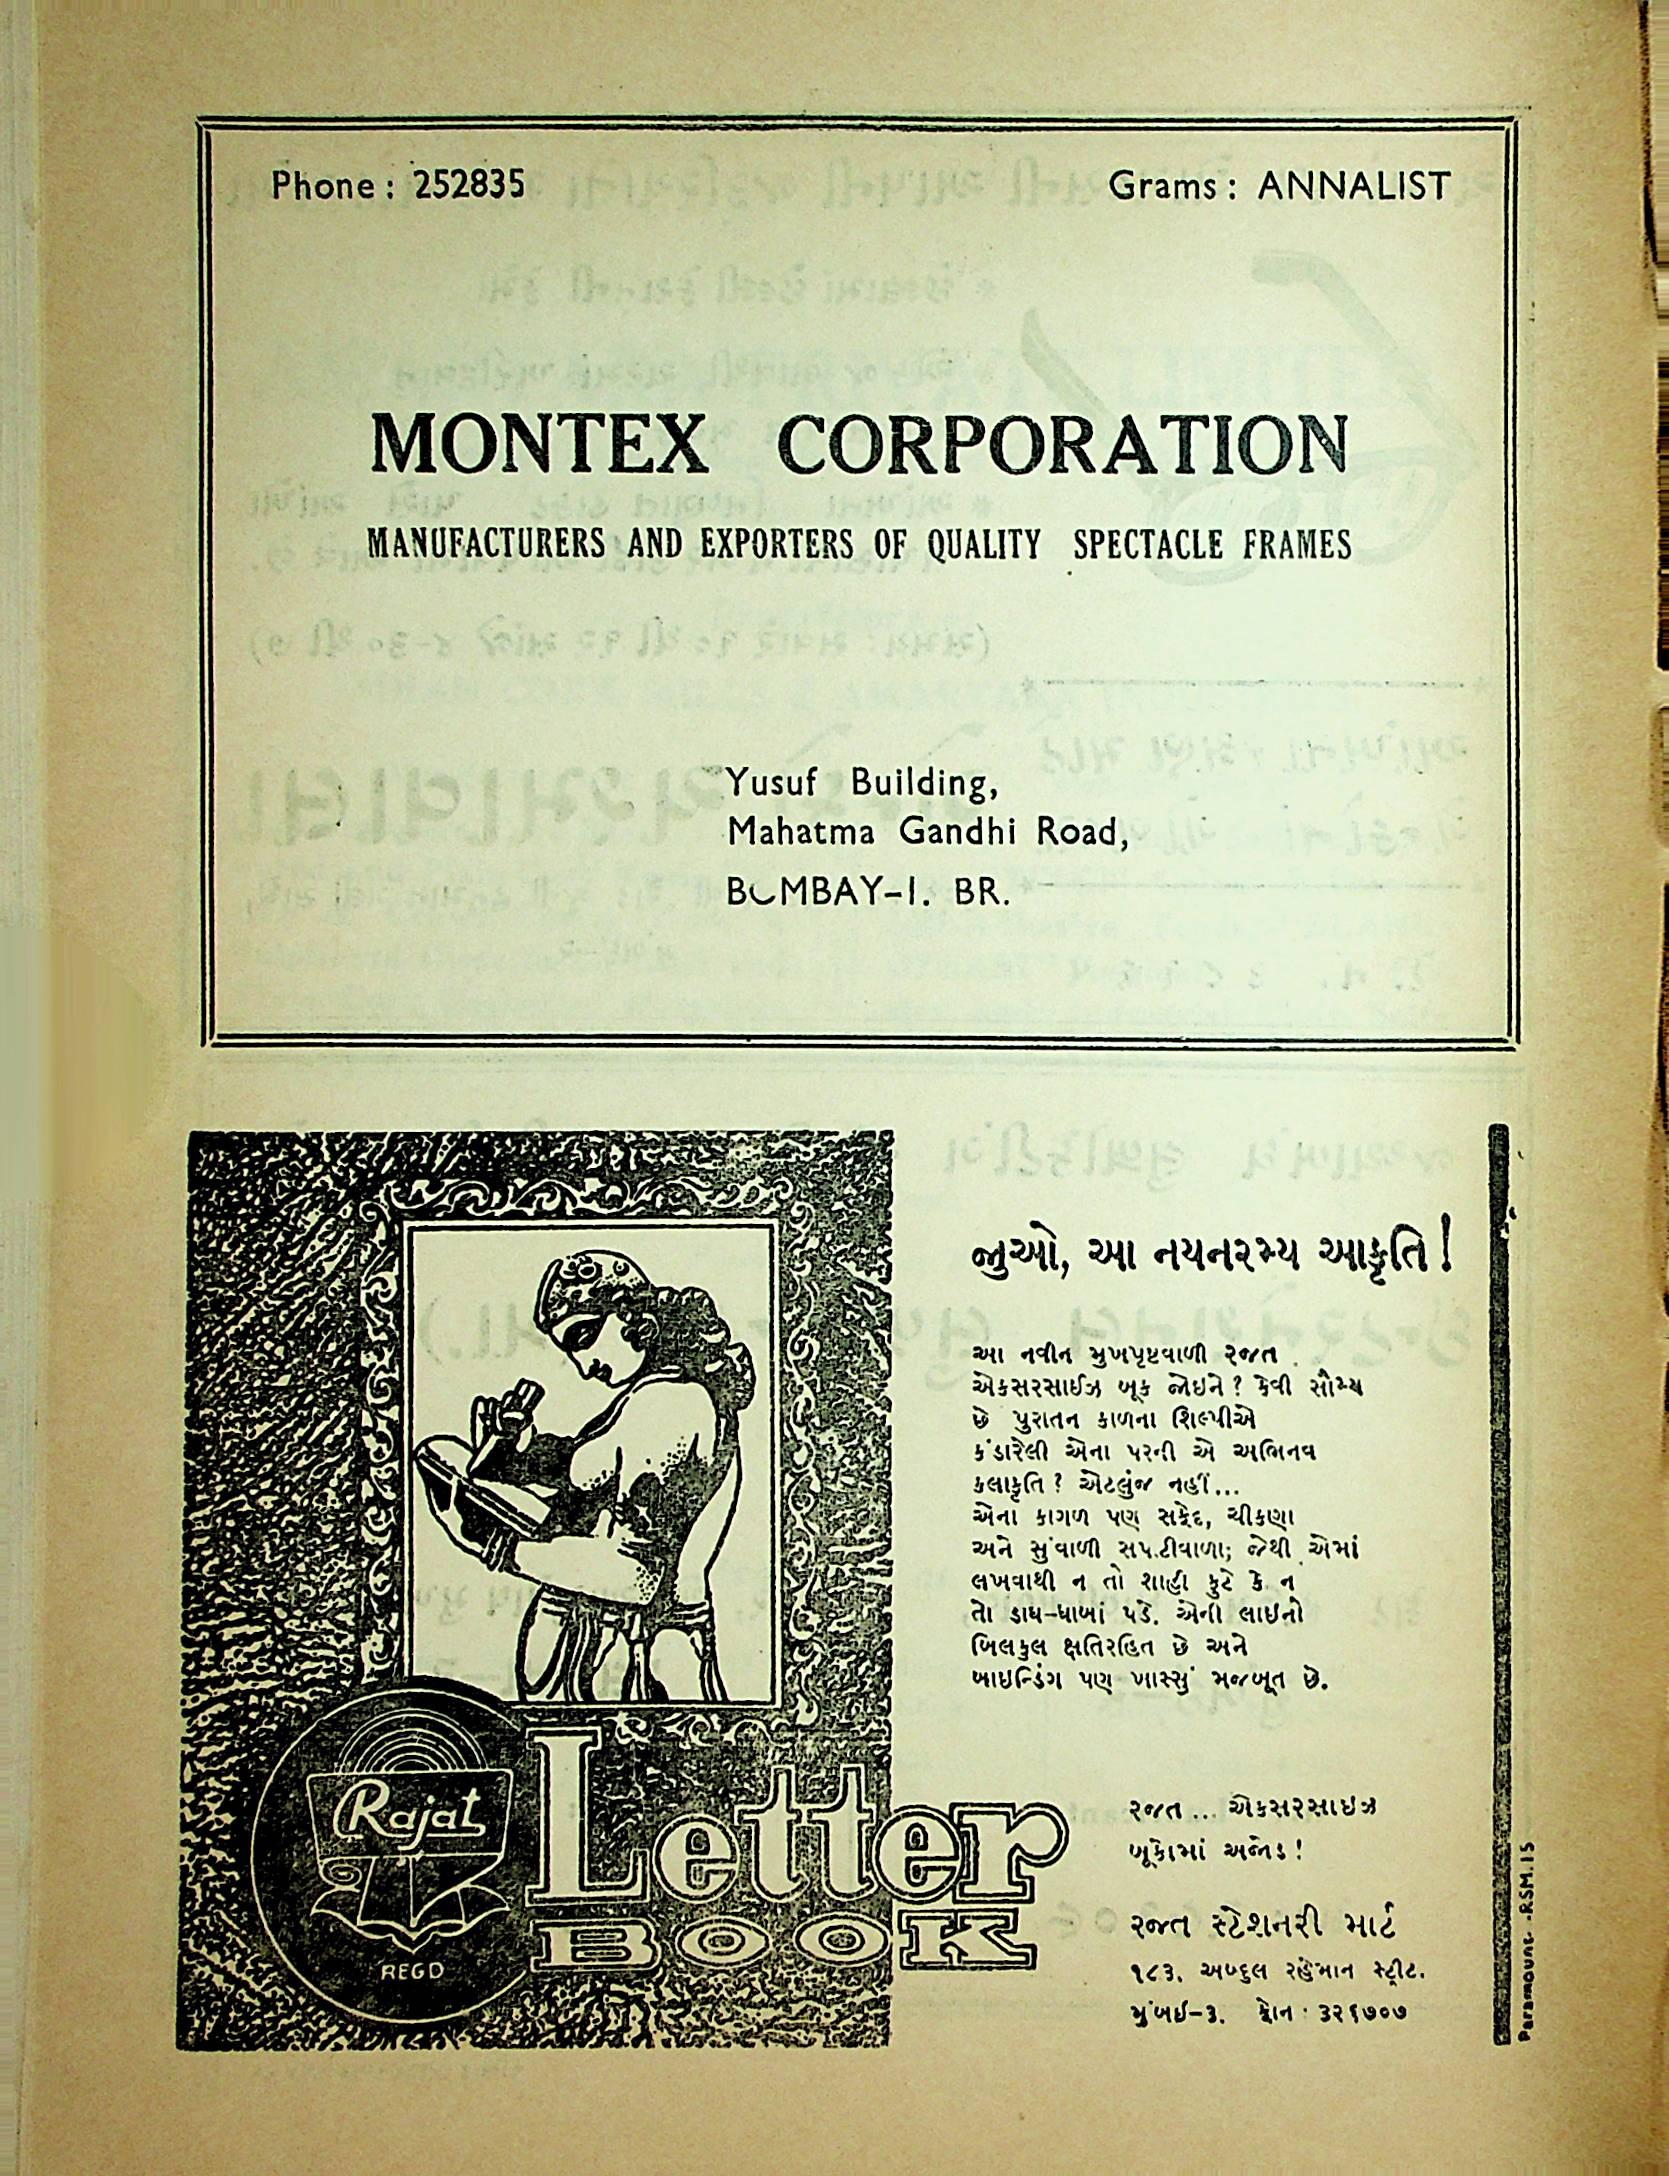 Phone : 252835
Grams : ANNALIST
MONTEX CORPORATION
MANUFACTURERS AND EXPORTERS OF QUALITY SPECTACLE FRAMES
Yusuf Building,
Mahatma Gandhi Road,
BOMBAY-1. BR.
જુઓ, આ નયનરમ્ય આકૃતિ!
આ નવીન મુખપૃષ્ટવાળી રજત
એકસરસાઈઝ બૂક જોઇને? કેવી સૌમ્ય
છે પુરાતન કાળના શિલ્પીએ
કંડારેલી એના પરની એ અભિનવ
કલાકૃતિ? એટલુંજ નહીં...
એના કાગળ પણ સફેદ, ચીકણા
અને સુંવાળી સપાટીવાળા; જેથી એમાં
લખવાથી ન તો શાહી ફુટે કે ન
તો ડાઘ-ધાબાં પડે. એની લાઇનો
બિલકુલ ક્ષતિરહિત છે અને
બાઇન્ડિંગ પણ ખાસ્સું મજબૂત છે.
Rajat
REGD
Letter
BOOK
રજત... એકસરસાઇઝ
બૂકોમાં અજોડ!
રજત સ્ટેશનરી માર્ટ
૧૮૩, અબ્દુલ રહેમાન સ્ટ્રીટ.
મુંબઇ-૩. ફોન : ૩૨૬૭૦૭
Paramount-RSM.15